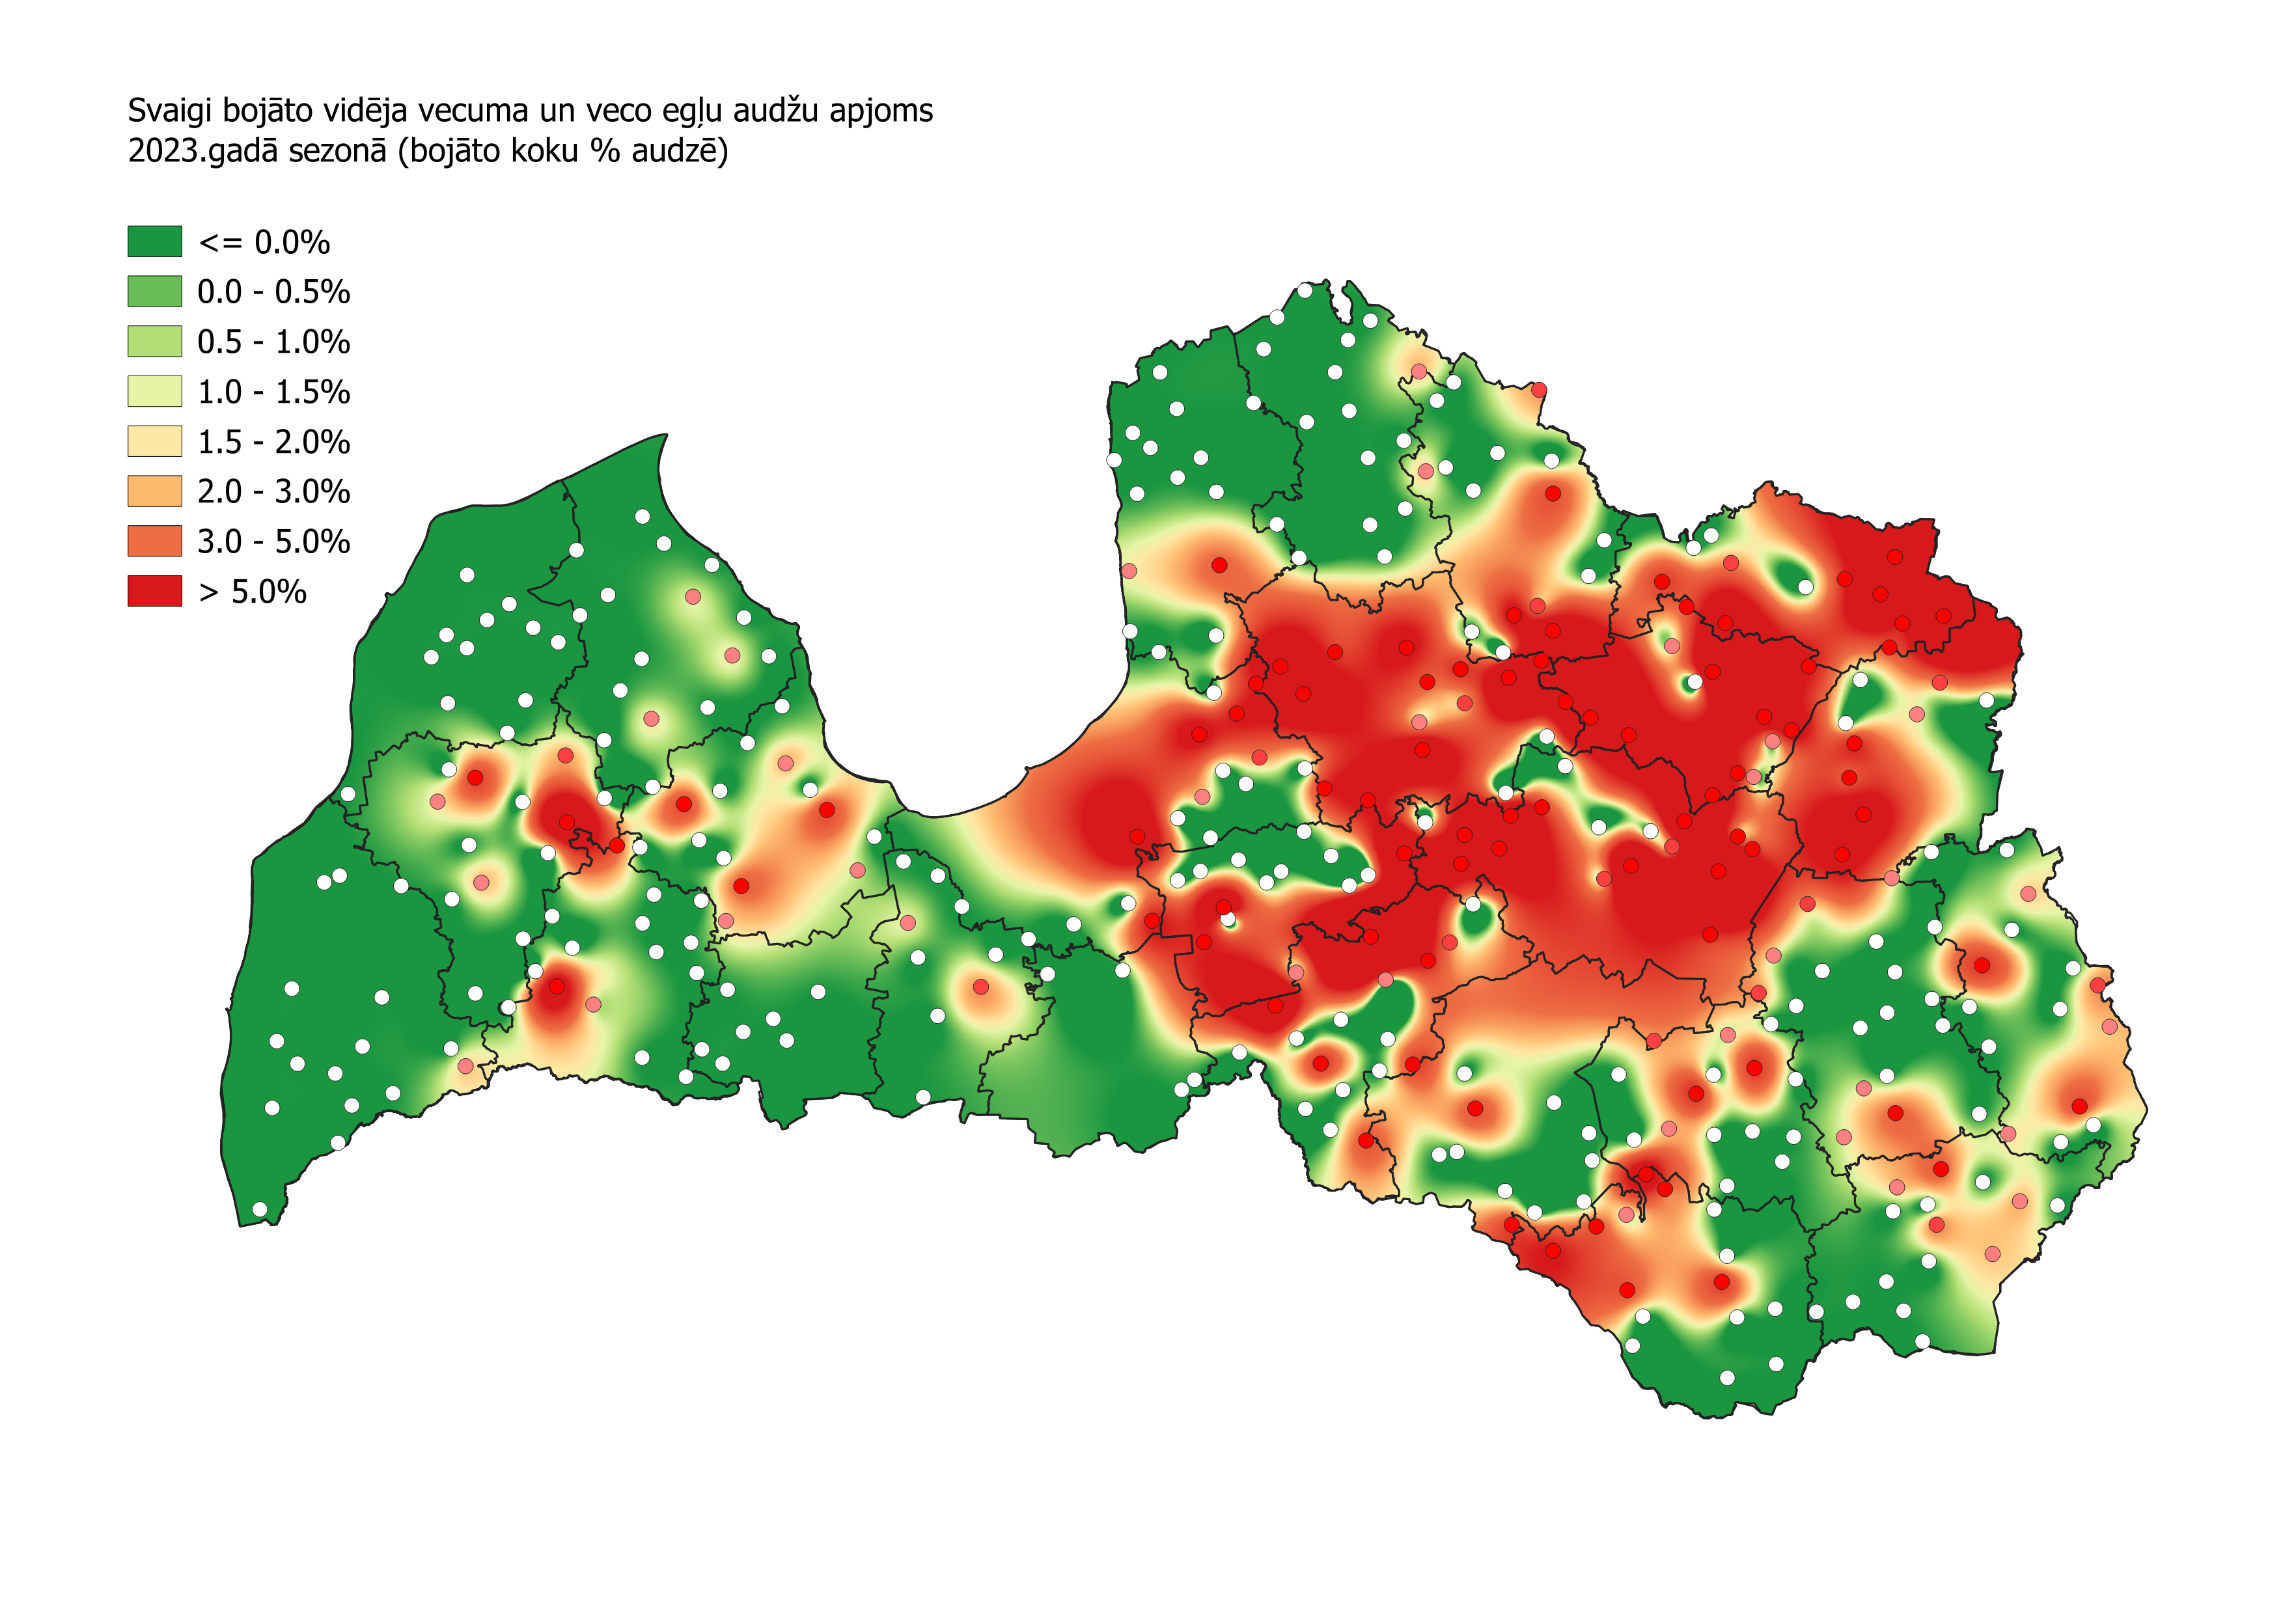 Svaigi bojāto vidēja vecuma un veco egļu audžu apjoms
2023.gadā sezonā (bojāto koku % audzē)
<= 0.0%
0.0 - 0.5%
0.5 - 1.0%
1.0 - 1.5%
1.5 - 2.0%
2.0 - 3.0%
3.0 - 5.0%
> 5.0%